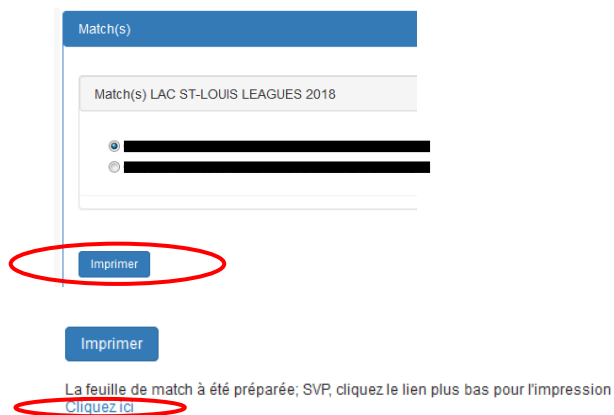 Match(s)
Match(s) LAC ST-LOUIS LEAGUES 2018
Imprimer
Imprimer
La feuille de match à été préparée; SVP, cliquez le lien plus bas pour l'impression
Cliquez ici